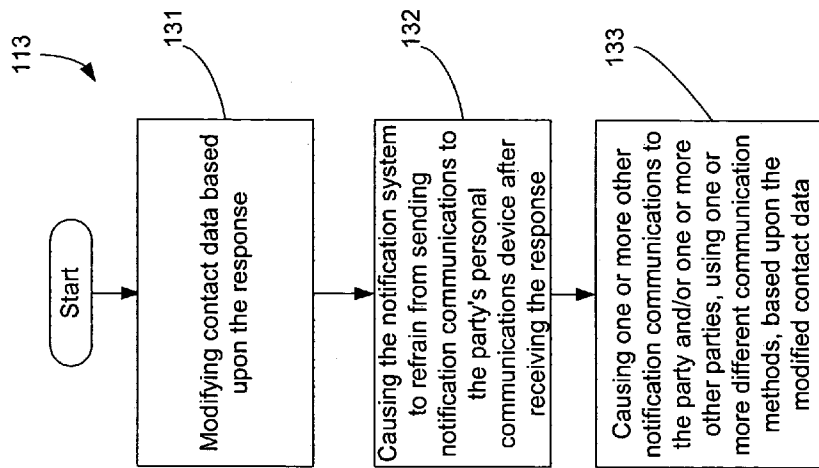 113
Start
131
Modifying contact data based
upon the response
132
Causing the notification system
to refrain from sending
notification communications to
the party's personal
communications device after
receiving the response
133
Causing one or more other
notification communications to
the party and/or one or more
other parties, using one or
more different communication
methods, based upon the
modified contact data